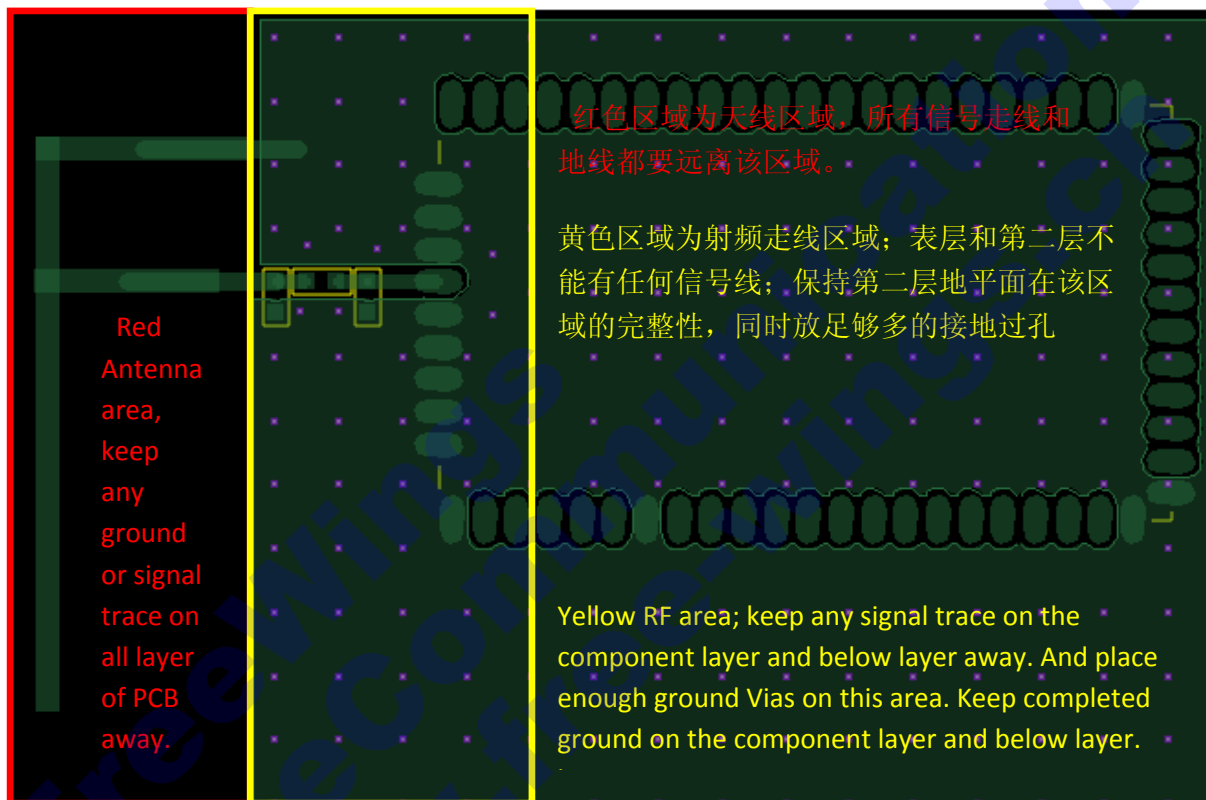 红色区域为天线区域，所有信号走线和
地线都要远离该区域。
黄色区域为射频走线区域；表层和第二层不
能有任何信号线；保持第二层地平面在该区
域的完整性，同时放足够多的接地过孔
Red
Antenna
area,
keep
any
ground
or signal
trace on
all layer
of PCB
away.
Yellow RF area; keep any signal trace on the
component layer and below layer away. And place
enough ground Vias on this area. Keep completed
ground on the component layer and below layer.